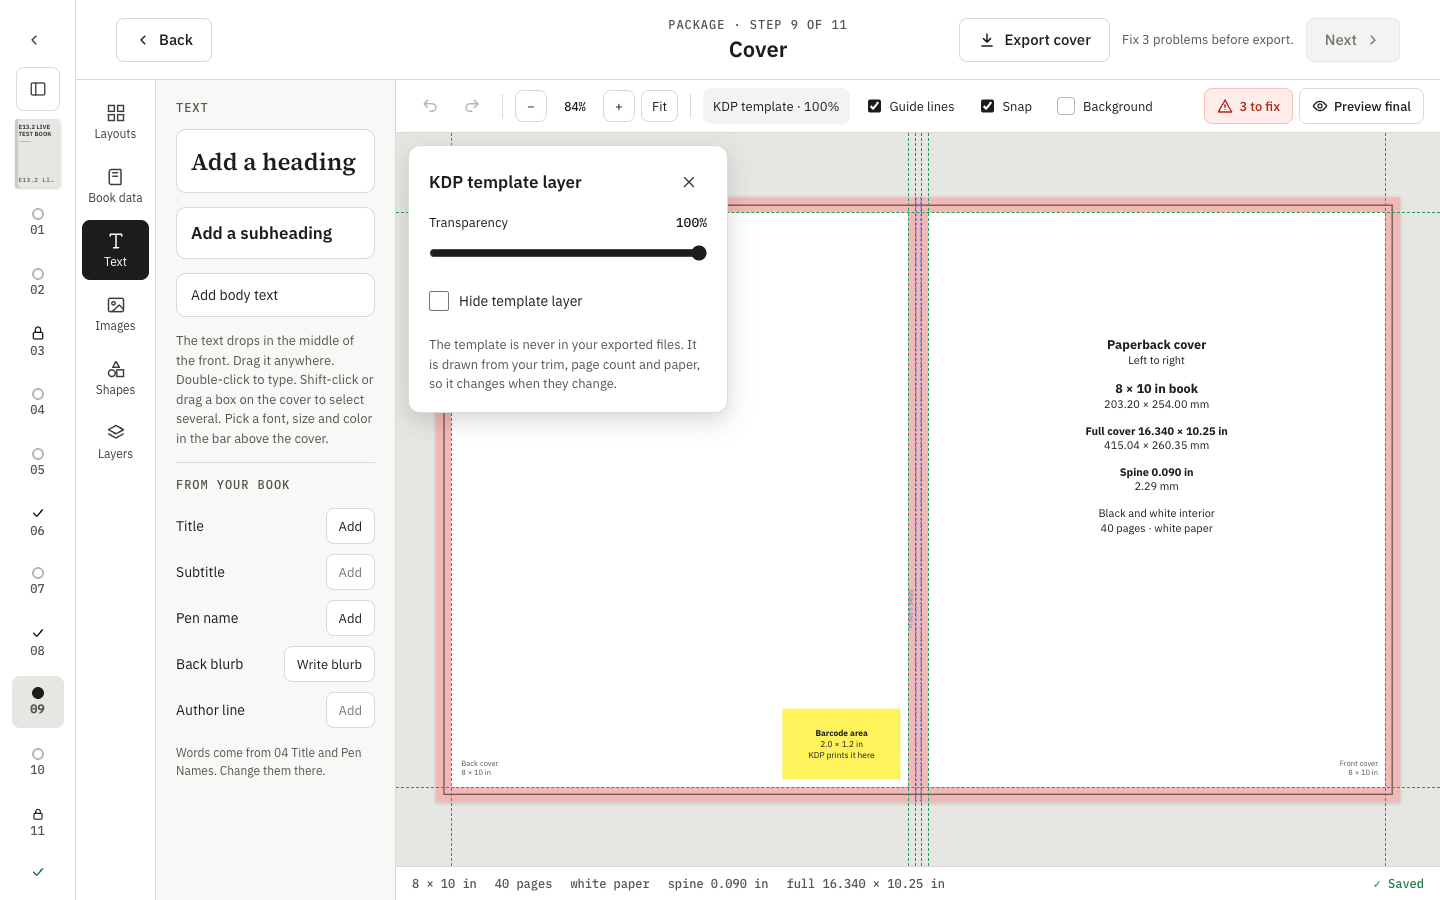 Back
PACKAGE · STEP 9 OF 11
Cover
Export cover
Fix 3 problems before export.
Next
E13.2 LIVE
TEST BOOK
E13.2 LI…
01
02
03
04
05
06
07
08
09
10
11
Layouts
Book data
Text
Images
Shapes
Layers
TEXT
Add a heading
Add a subheading
Add body text
The text drops in the middle of
the front. Drag it anywhere.
Double-click to type. Shift-click or
drag a box on the cover to select
several. Pick a font, size and color
in the bar above the cover.
FROM YOUR BOOK
Title
Add
Subtitle
Add
Pen name
Add
Back blurb
Write blurb
Author line
Add
Words come from 04 Title and Pen
Names. Change them there.
−
84%
+
Fit
KDP template · 100%
Guide lines
Snap
Background
3 to fix
Preview final
KDP template layer
Transparency
100%
Hide template layer
The template is never in your exported files. It
is drawn from your trim, page count and paper,
so it changes when they change.
Paperback cover
Left to right
8 × 10 in book
203.20 × 254.00 mm
Full cover 16.340 × 10.25 in
415.04 × 260.35 mm
Spine 0.090 in
2.29 mm
Black and white interior
40 pages · white paper
Barcode area
2.0 × 1.2 in
KDP prints it here
Back cover
8 × 10 in
Front cover
8 × 10 in
8 × 10 in
40 pages
white paper
spine 0.090 in
full 16.340 × 10.25 in
✓ Saved